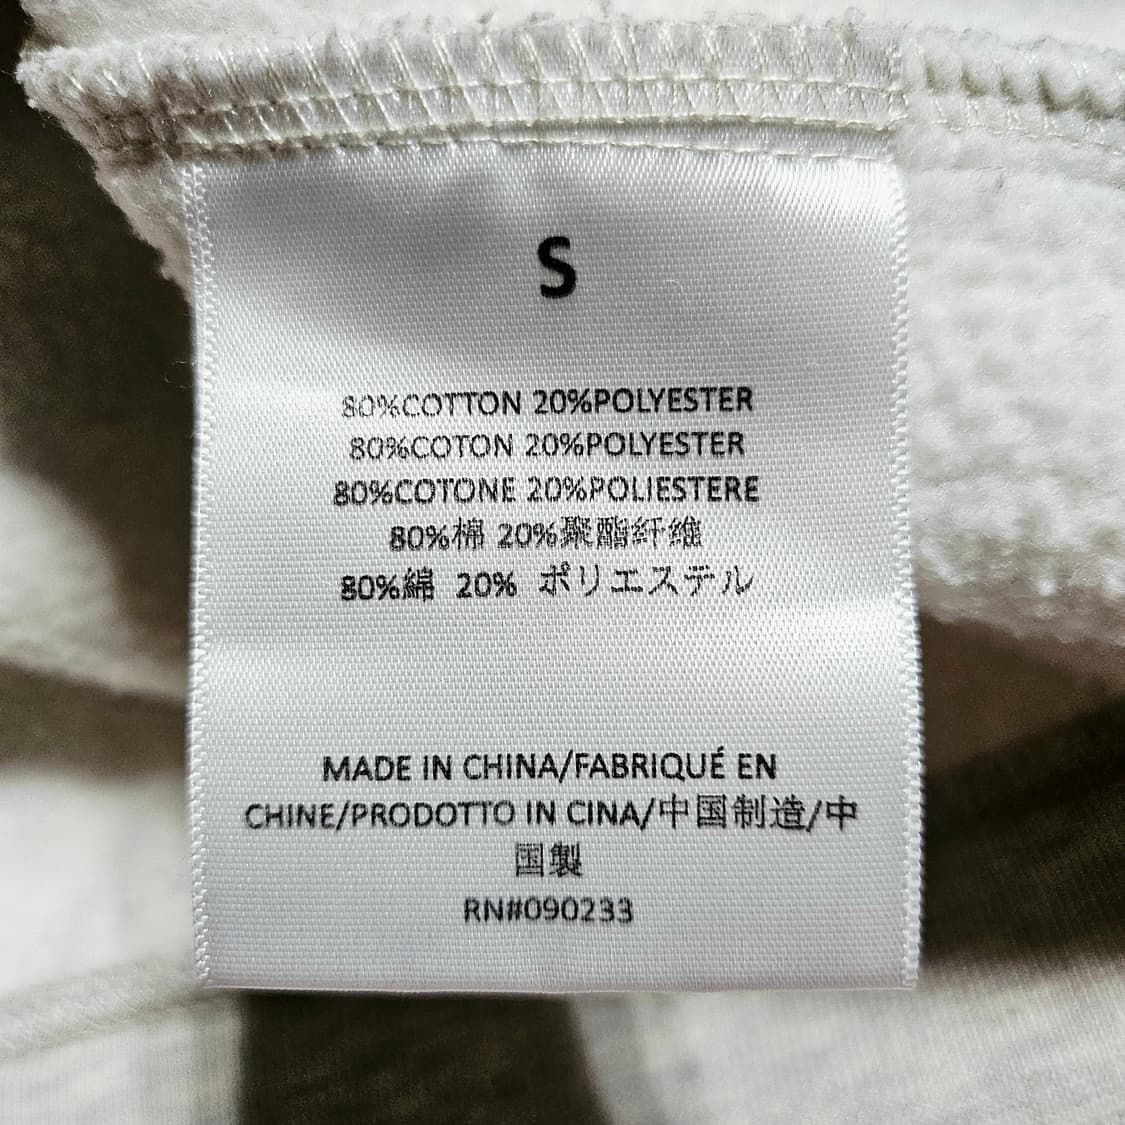 S
80%COTTON 20%POLYESTER
80%COTON 20%POLYESTER
80%COTONE 20%POLIESTERE
80%棉 20%聚酯纤维
80%綿 20% ポリエステル
MADE IN CHINA/FABRIQUÉ EN
CHINE/PRODOTTO IN CINA/中国制造/中
国製
RN#090233